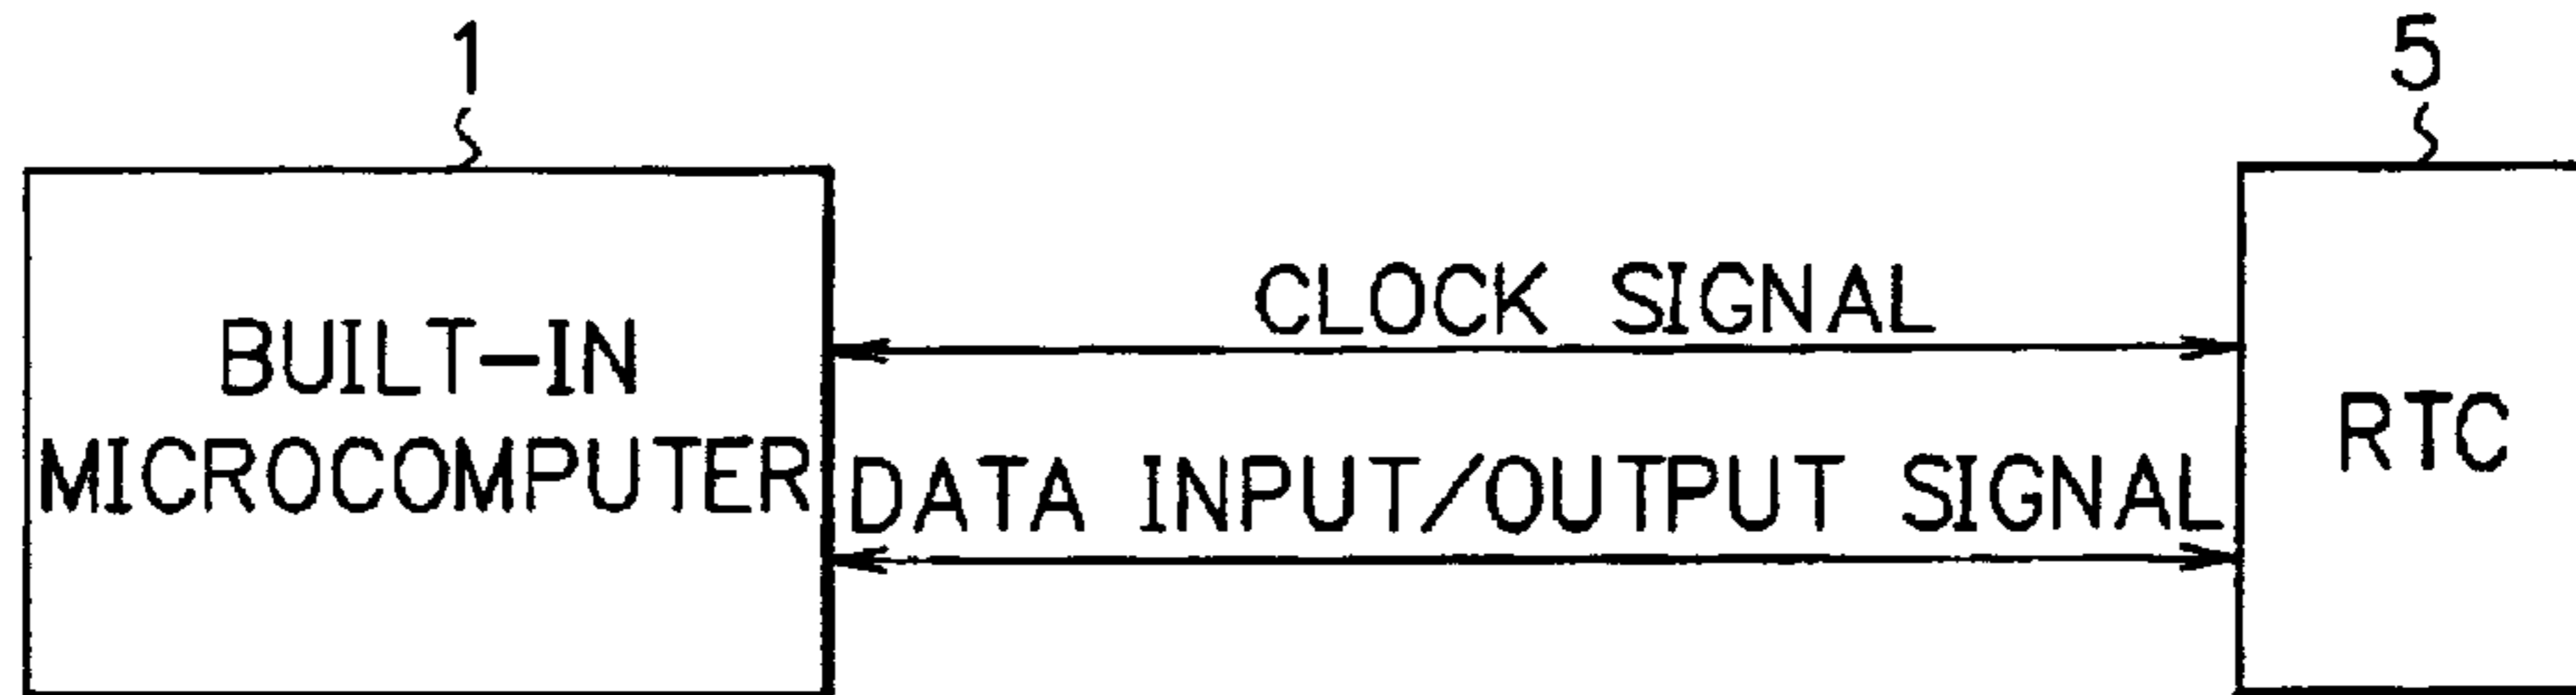 1
5
BUILT-IN
MICROCOMPUTER
CLOCK SIGNAL
DATA INPUT/OUTPUT SIGNAL
RTC